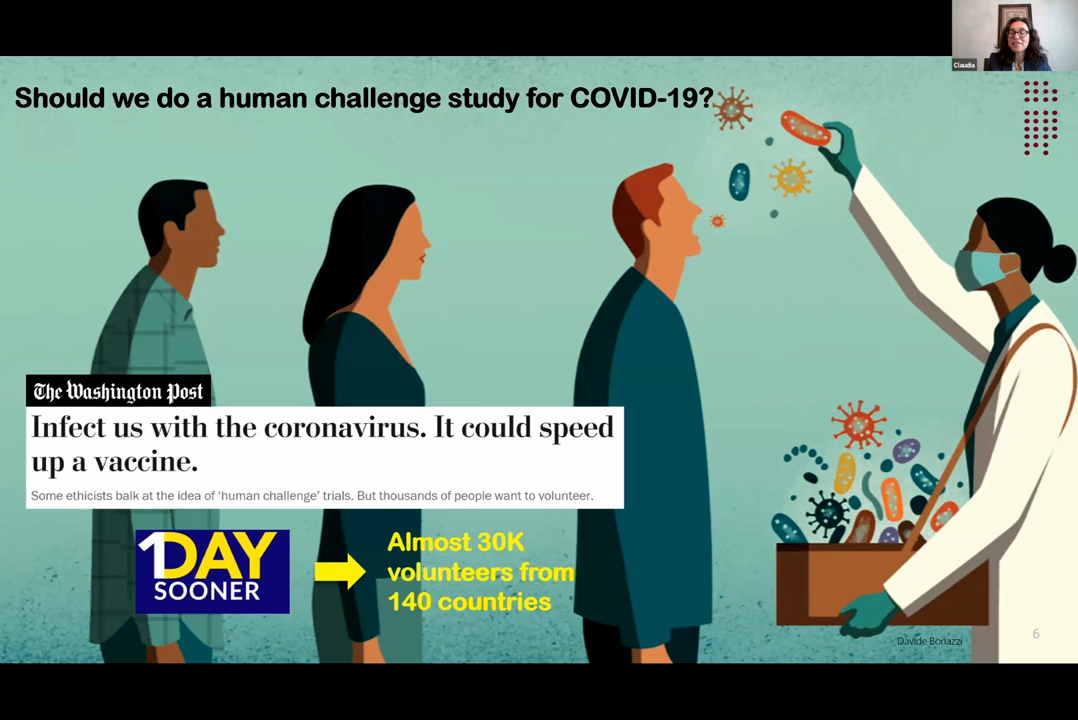 Claudia
Should we do a human challenge study for COVID-19?
The Washington Post
Infect us with the coronavirus. It could speed
up a vaccine.
Some ethicists balk at the idea of 'human challenge' trials. But thousands of people want to volunteer.
1DAY
SOONER
Almost 30K
volunteers from
140 countries
Davide Bonazzi
6